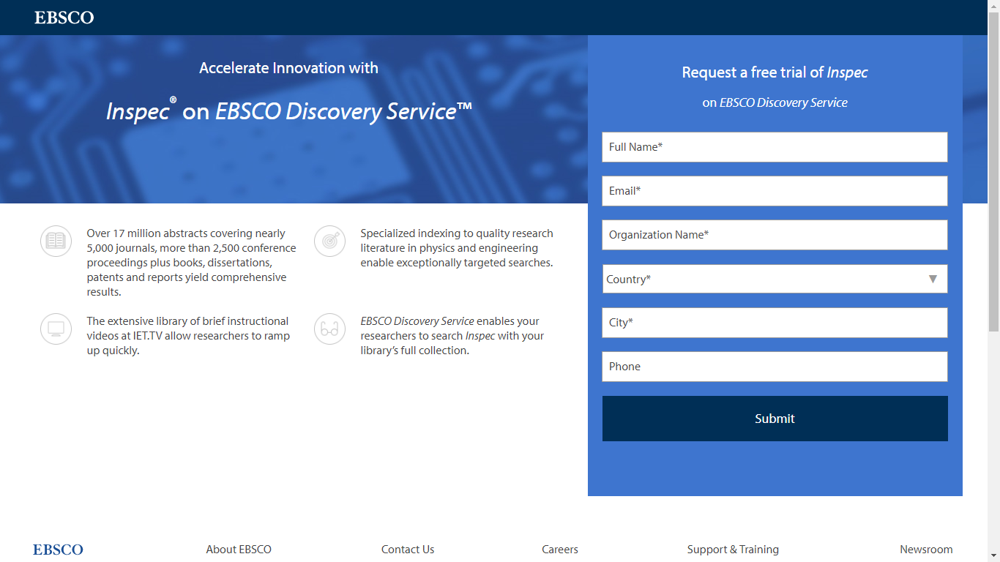 EBSCO
Accelerate Innovation with
Inspec® on EBSCO Discovery Service™
Over 17 million abstracts covering nearly
5,000 journals, more than 2,500 conference
proceedings plus books, dissertations,
patents and reports yield comprehensive
results.
Specialized indexing to quality research
literature in physics and engineering
enable exceptionally targeted searches.
The extensive library of brief instructional
videos at IET.TV allow researchers to ramp
up quickly.
EBSCO Discovery Service enables your
researchers to search Inspec with your
library’s full collection.
Request a free trial of Inspec
on EBSCO Discovery Service
Full Name*
Email*
Organization Name*
Country*
City*
Phone
Submit
EBSCO
About EBSCO
Contact Us
Careers
Support & Training
Newsroom